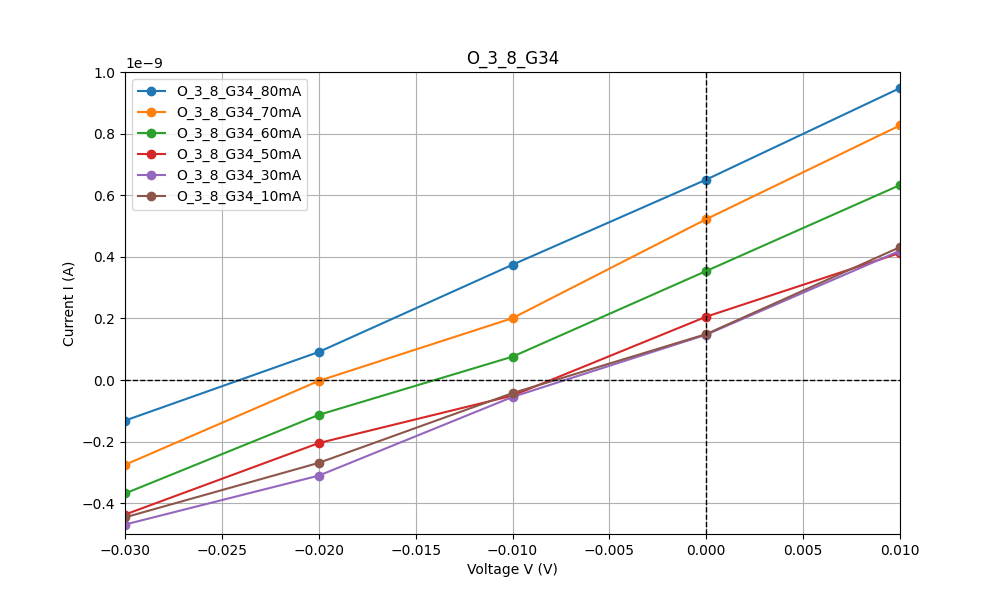 O_3_8_G34
1e−9
1.0
0.8
0.6
0.4
0.2
0.0
−0.2
−0.4
Current I (A)
O_3_8_G34_80mA
O_3_8_G34_70mA
O_3_8_G34_60mA
O_3_8_G34_50mA
O_3_8_G34_30mA
O_3_8_G34_10mA
−0.030 −0.025 −0.020 −0.015 −0.010 −0.005 0.000 0.005 0.010
Voltage V (V)